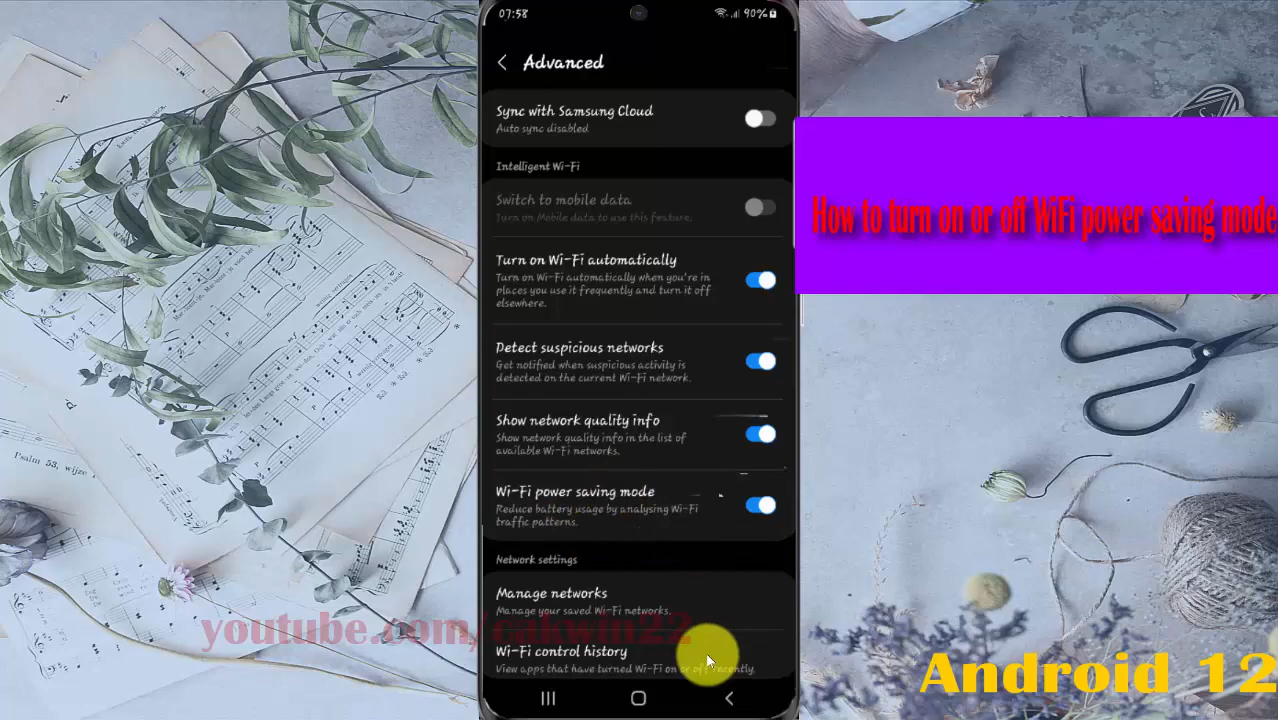 07:58
90%
Advanced
Sync with Samsung Cloud
Auto sync disabled
Intelligent Wi-Fi
Switch to mobile data
Turn on Mobile data to use this feature.
Turn on Wi-Fi automatically
Turn on Wi-Fi automatically when you're in
places you use it frequently and turn it off
elsewhere.
Detect suspicious networks
Get notified when suspicious activity is
detected on the current Wi-Fi network.
Show network quality info
Show network quality info in the list of
available Wi-Fi networks.
Wi-Fi power saving mode
Reduce battery usage by analysing Wi-Fi
traffic patterns.
Network settings
Manage networks
Manage your saved Wi-Fi networks.
Wi-Fi control history
View apps that have turned Wi-Fi on or off recently.
How to turn on or off WiFi power saving mode
Psalm 53, wijze
youtube.com/cakwin22
Android 12